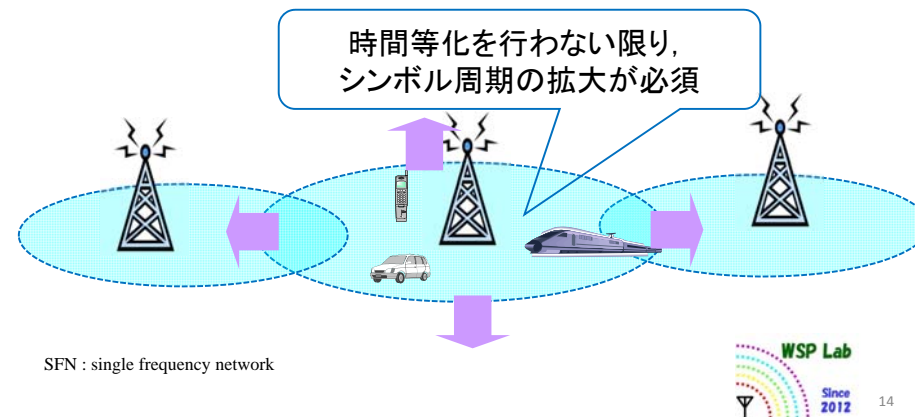 時間等化を行わない限り，
シンボル周期の拡大が必須
SFN : single frequency network
WSP Lab
Since
2012
14